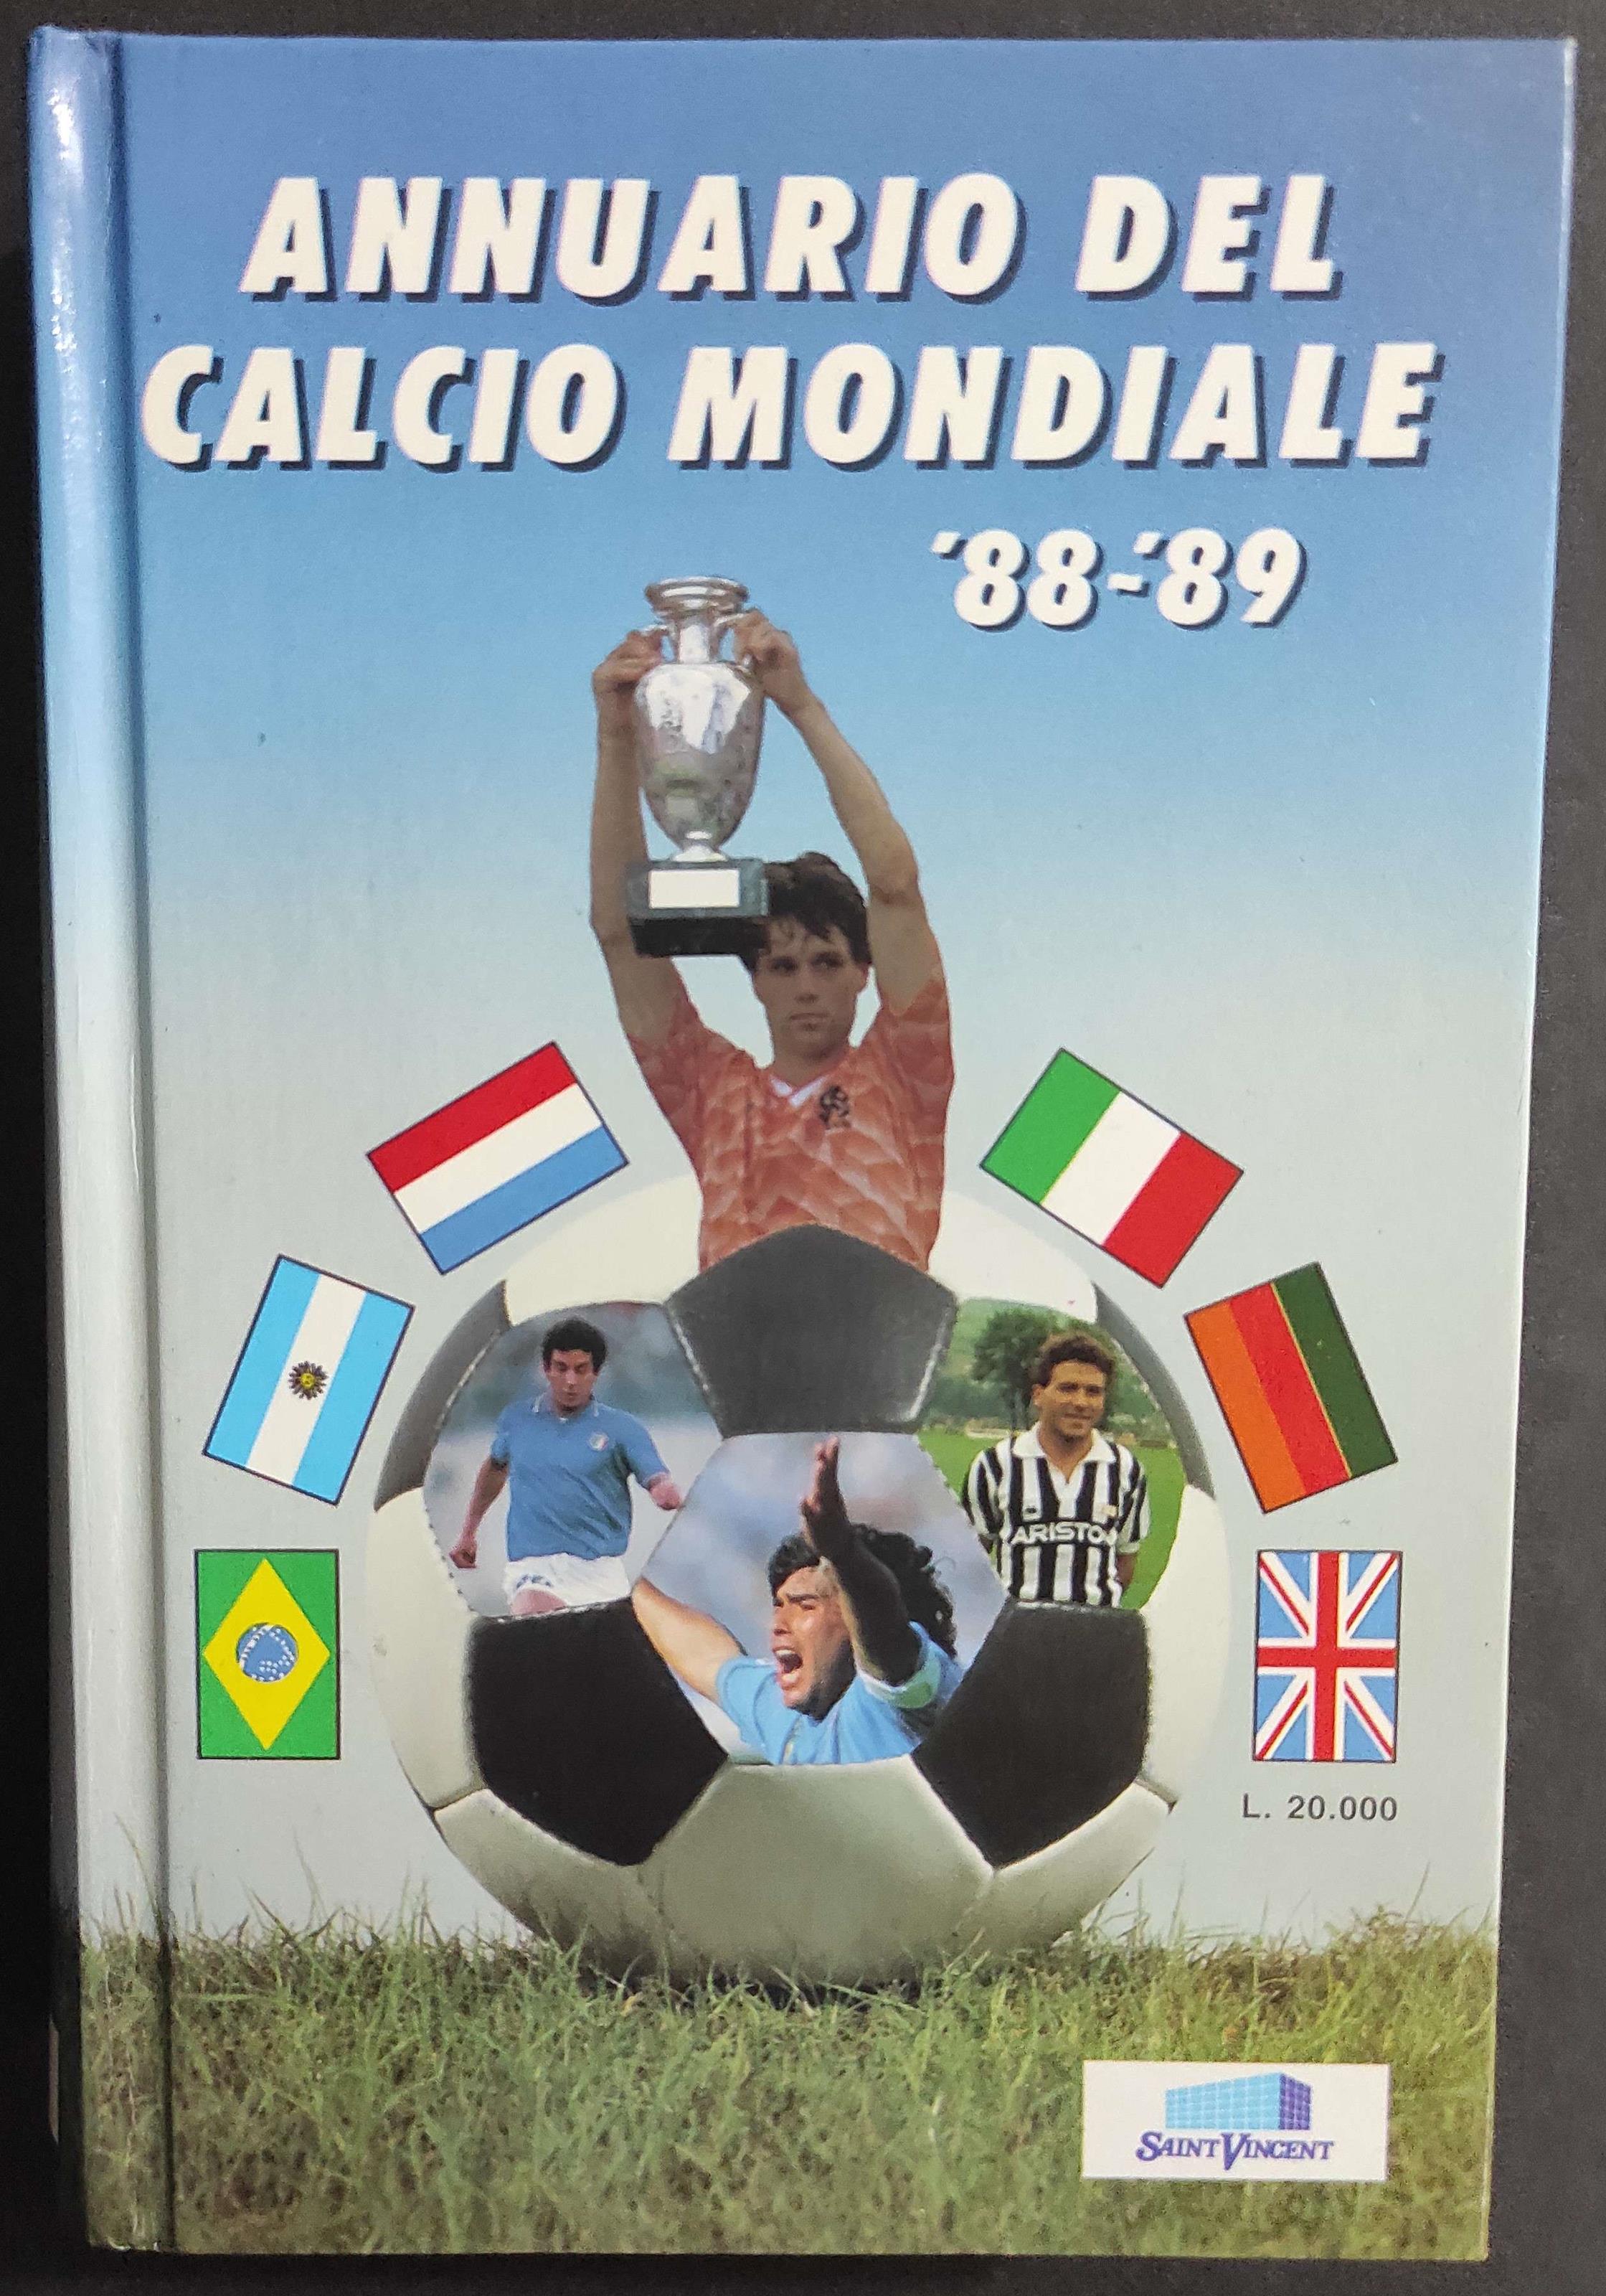 ANNUARIO DEL
CALCIO MONDIALE
'88-'89
ARISTON
L. 20.000
SAINT VINCENT